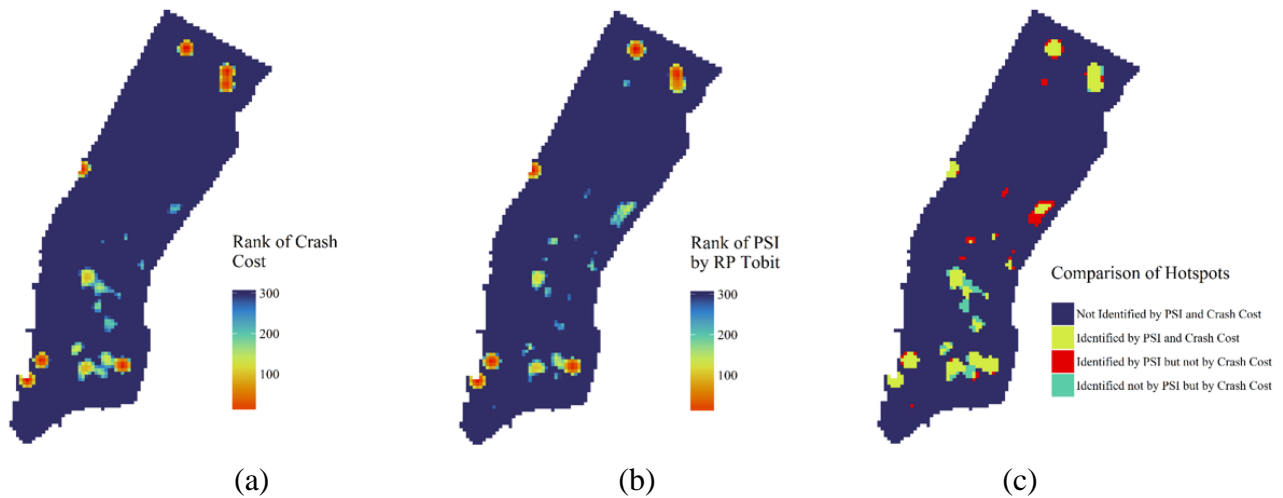 Rank of Crash
Cost
300
200
100
(a)
Rank of PSI
by RP Tobit
300
200
100
(b)
Comparison of Hotspots
Not Identified by PSI and Crash Cost
Identified by PSI and Crash Cost
Identified by PSI but not by Crash Cost
Identified not by PSI but by Crash Cost
(c)